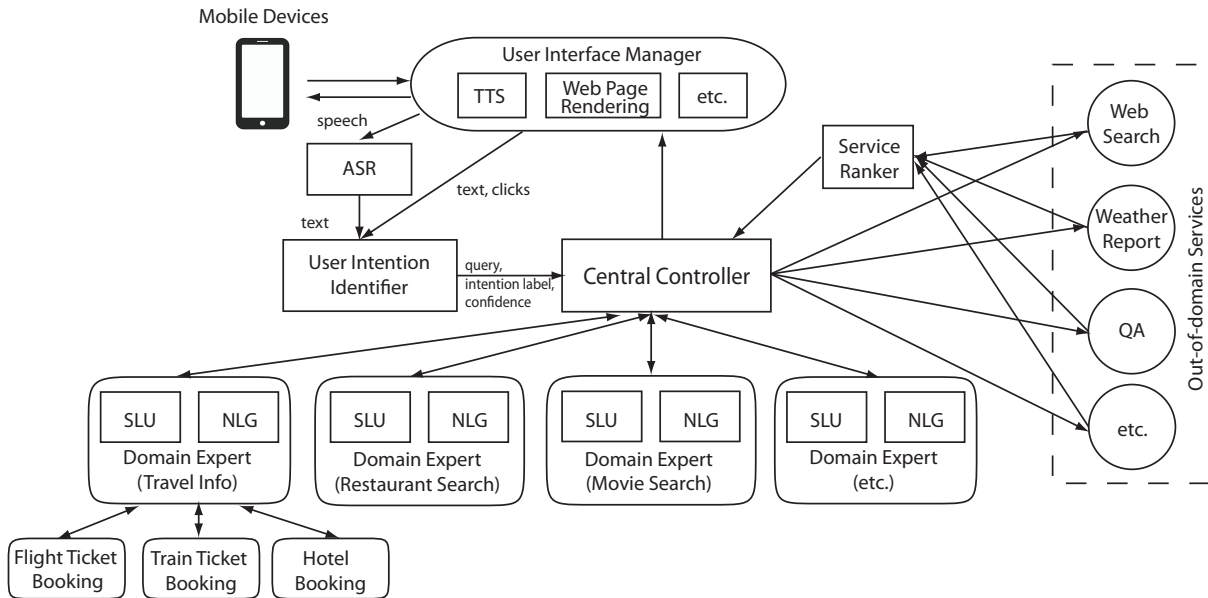 Mobile Devices
User Interface Manager
TTS
Web Page
Rendering
etc.
speech
ASR
text, clicks
text
User Intention
Identifier
query,
intention label,
confidence
Central Controller
Service
Ranker
Web
Search
Weather
Report
QA
etc.
Out-of-domain Services
SLU
NLG
Domain Expert
(Travel Info)
SLU
NLG
Domain Expert
(Restaurant Search)
SLU
NLG
Domain Expert
(Movie Search)
SLU
NLG
Domain Expert
(etc.)
Flight Ticket
Booking
Train Ticket
Booking
Hotel
Booking